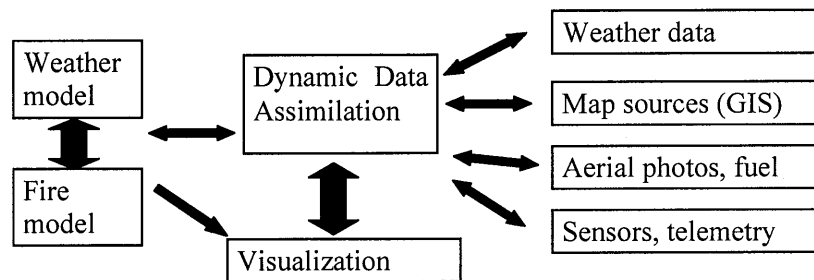 Weather
model
Fire
model
Dynamic Data
Assimilation
Visualization
Weather data
Map sources (GIS)
Aerial photos, fuel
Sensors, telemetry